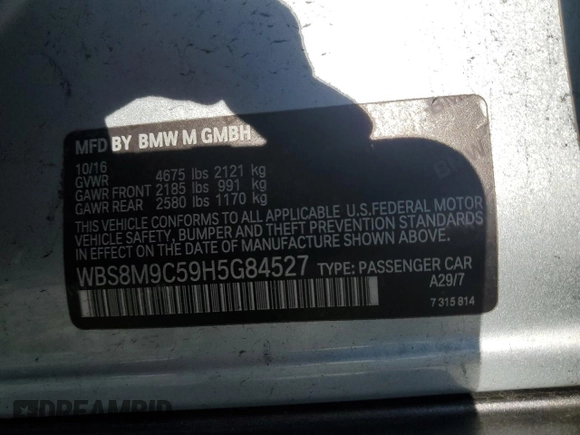 MFD BY BMW M GMBH
10/16
GVWR 4675 lbs 2121 kg
GAWR FRONT 2185 lbs 991 kg
GAWR REAR 2580 lbs 1170 kg
THIS VEHICLE CONFORMS TO ALL APPLICABLE U.S.FEDERAL MOTOR
VEHICLE SAFETY, BUMPER AND THEFT PREVENTION STANDARDS
IN EFFECT ON THE DATE OF MANUFACTURE SHOWN ABOVE.
WBS8M9C59H5G84527 TYPE: PASSENGER CAR
A29/7
7 315 814
DREAMBID